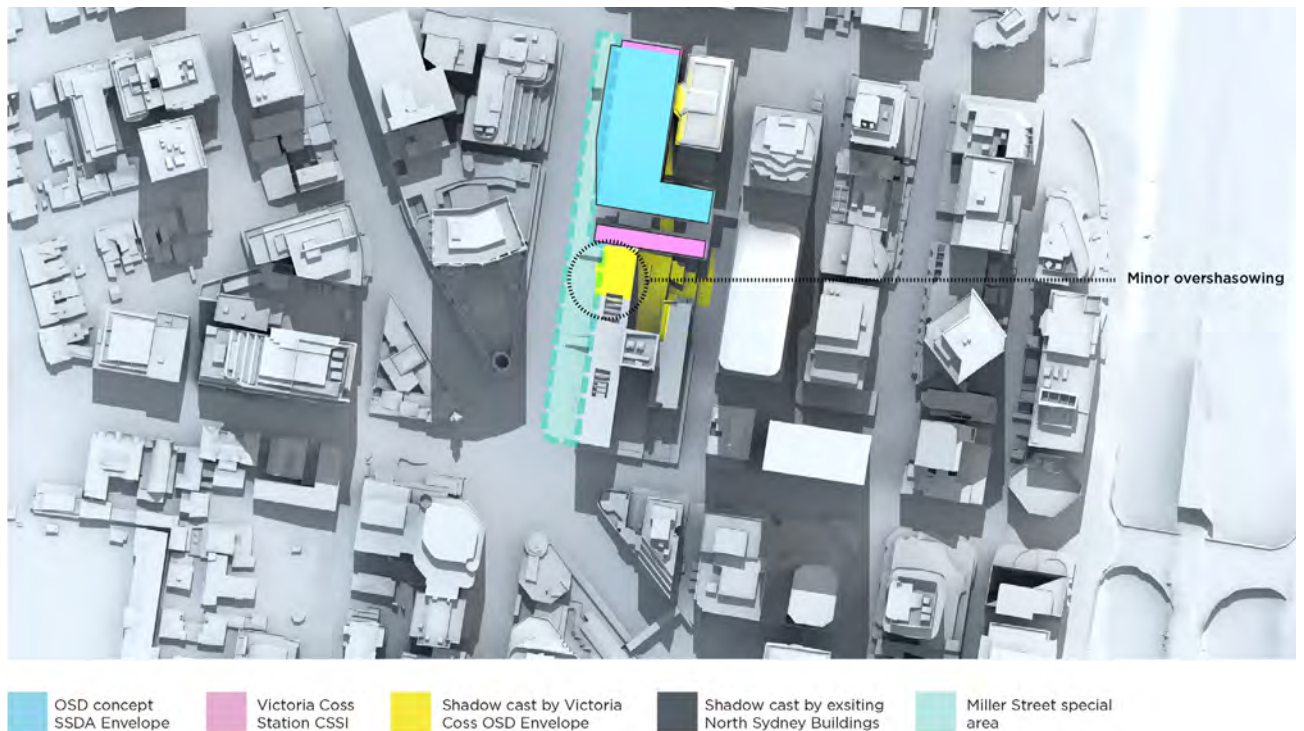 Minor overshasowing
OSD concept
SSDA Envelope
Victoria Coss
Station CSSI
Shadow cast by Victoria
Coss OSD Envelope
Shadow cast by exsiting
North Sydney Buildings
Miller Street special
area